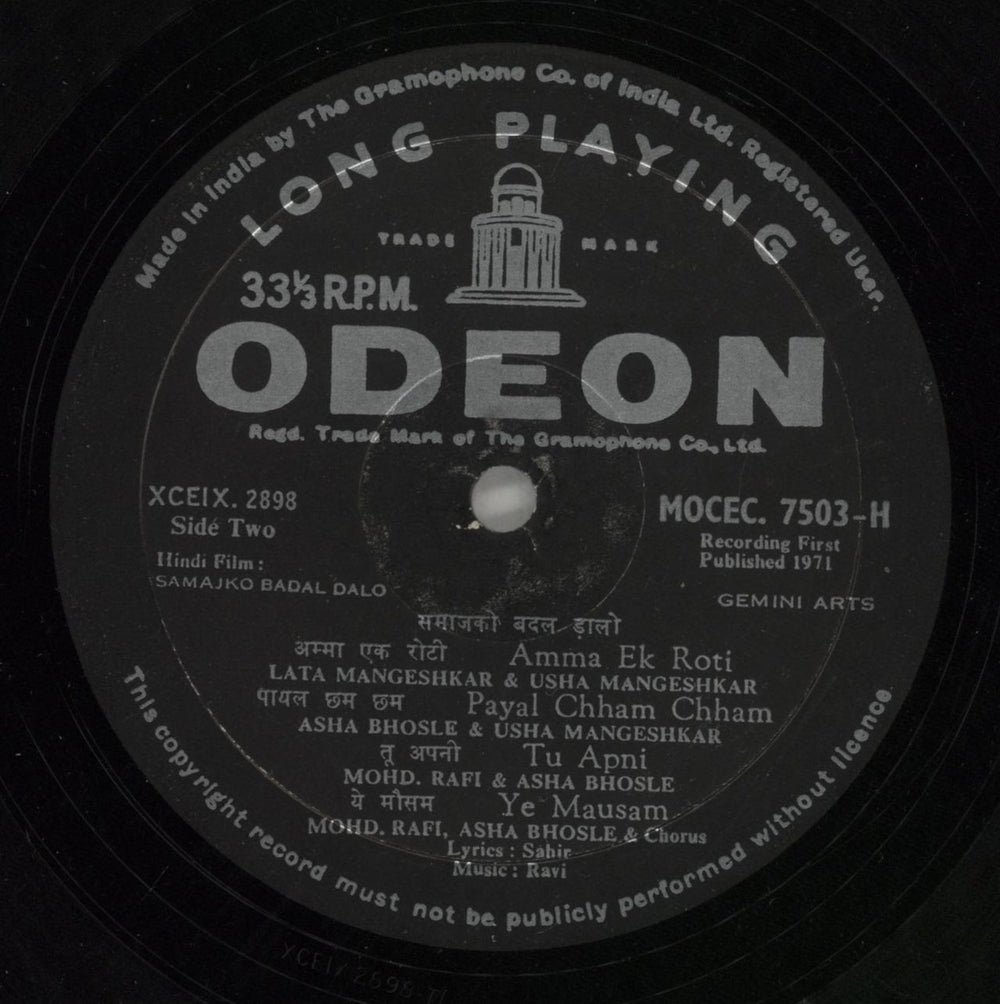 Made in India by The Gramophone Co. of India Ltd. Registered User.
LONG PLAYING
TRADE MARK
33⅓ R.P.M.
ODEON
Regd. Trade Mark of The Gramophone Co., Ltd.
XCEIX. 2898
Side Two
MOCEC. 7503-H
Recording First
Published 1971
Hindi Film :
SAMAJKO BADAL DALO
GEMINI ARTS
समाजको बदल डालो
अम्मा एक रोटी Amma Ek Roti
LATA MANGESHKAR & USHA MANGESHKAR
पायल छम छम Payal Chham Chham
ASHA BHOSLE & USHA MANGESHKAR
तू अपनी Tu Apni
MOHD. RAFI & ASHA BHOSLE
ये मौसम Ye Mausam
MOHD. RAFI, ASHA BHOSLE & Chorus
Lyrics : Sahir
Music : Ravi
This copyright record must not be publicly performed without licence.